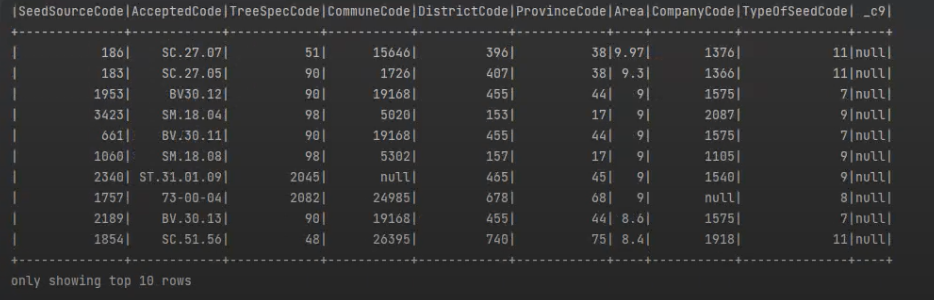 |SeedSourceCode|AcceptedCode|TreeSpecCode|CommuneCode|DistrictCode|ProvinceCode|Area|CompanyCode|TypeOfSeedCode| _c9|
+--------------+------------+------------+-----------+------------+------------+----+-----------+--------------+----+
|           186|    SC.27.07|          51|      15646|         396|          38|9.97|       1376|            11|null|
|           183|    SC.27.05|          90|       1726|         407|          38| 9.3|       1366|            11|null|
|          1953|     BV30.12|          90|      19168|         455|          44|   9|       1575|             7|null|
|          3423|    SM.18.04|          98|       5020|         153|          17|   9|       2087|             9|null|
|           661|    BV.30.11|          90|      19168|         455|          44|   9|       1575|             7|null|
|          1060|    SM.18.08|          98|       5302|         157|          17|   9|       1105|             9|null|
|          2340| ST.31.01.09|        2045|       null|         465|          45|   9|       1540|             9|null|
|          1757|    73-00-04|        2082|      24985|         678|          68|   9|       null|             8|null|
|          2189|    BV.30.13|          90|      19168|         455|          44| 8.6|       1575|             7|null|
|          1854|    SC.51.56|          48|      26395|         740|          75| 8.4|       1918|            11|null|
+--------------+------------+------------+-----------+------------+------------+----+-----------+--------------+----+
only showing top 10 rows